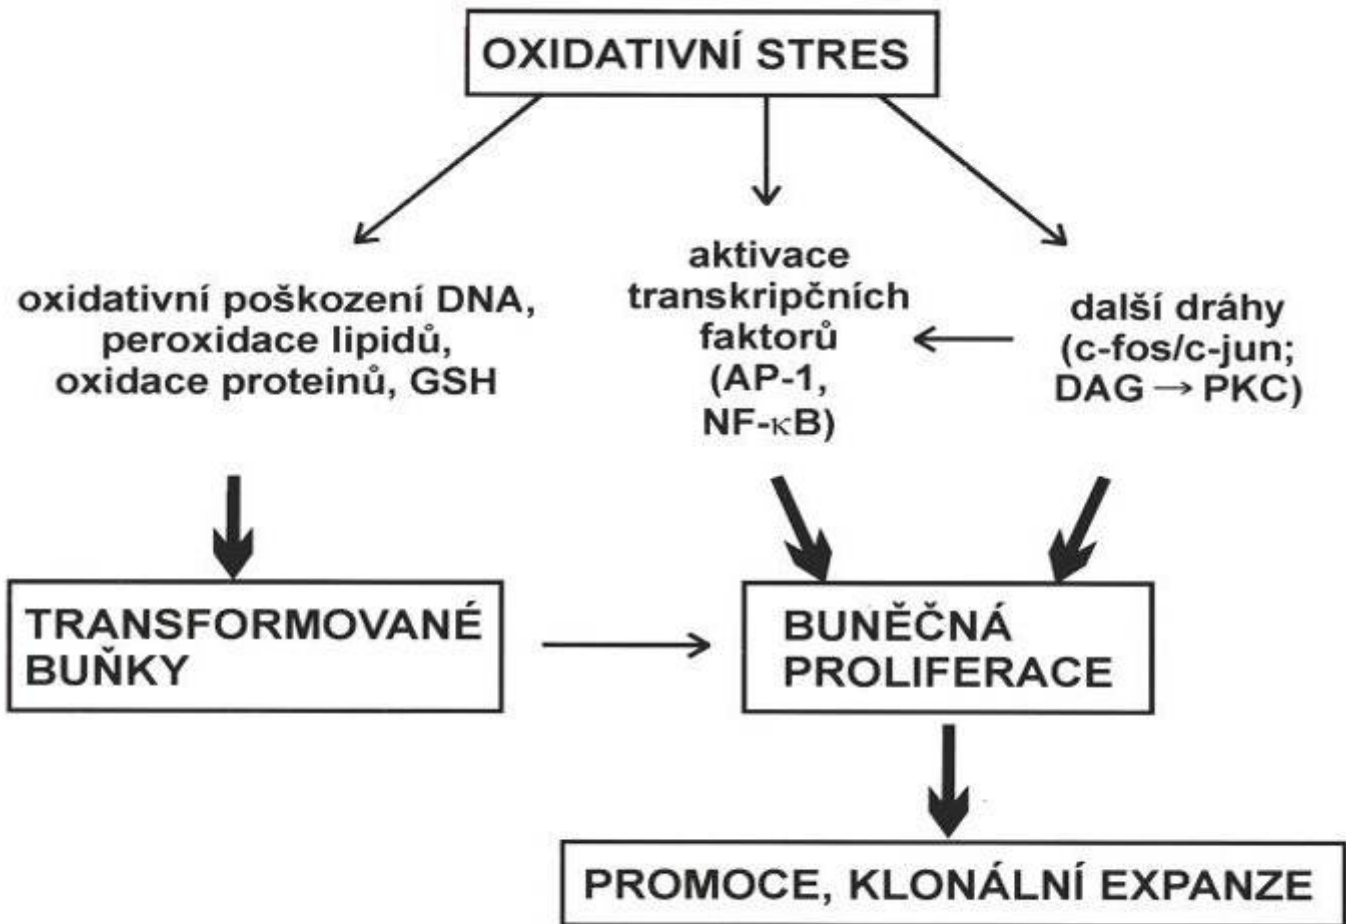 OXIDATIVNÍ STRES
oxidativní poškození DNA,
peroxidace lipidů,
oxidace proteinů, GSH
aktivace
transkripčních
faktorů
(AP-1,
NF-κB)
další dráhy
(c-fos/c-jun;
DAG → PKC)
TRANSFORMOVANÉ
BUŇKY
BUNĚČNÁ
PROLIFERACE
PROMOCE, KLONÁLNÍ EXPANZE